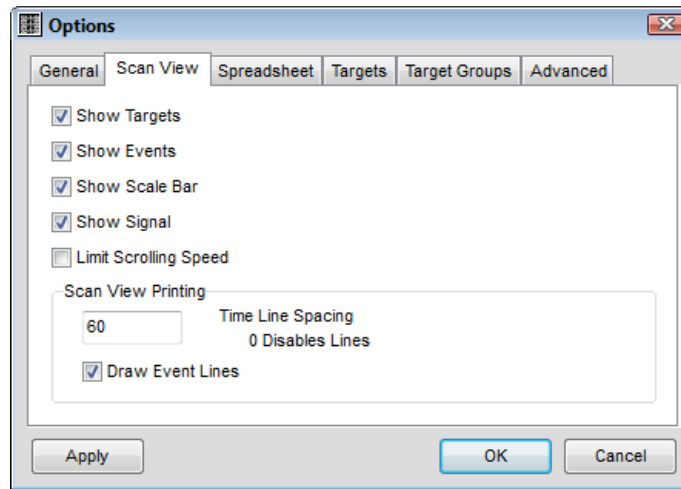 Options
General Scan View Spreadsheet Targets Target Groups Advanced
Show Targets
Show Events
Show Scale Bar
Show Signal
Limit Scrolling Speed
Scan View Printing
60 Time Line Spacing
0 Disables Lines
Draw Event Lines
Apply OK Cancel